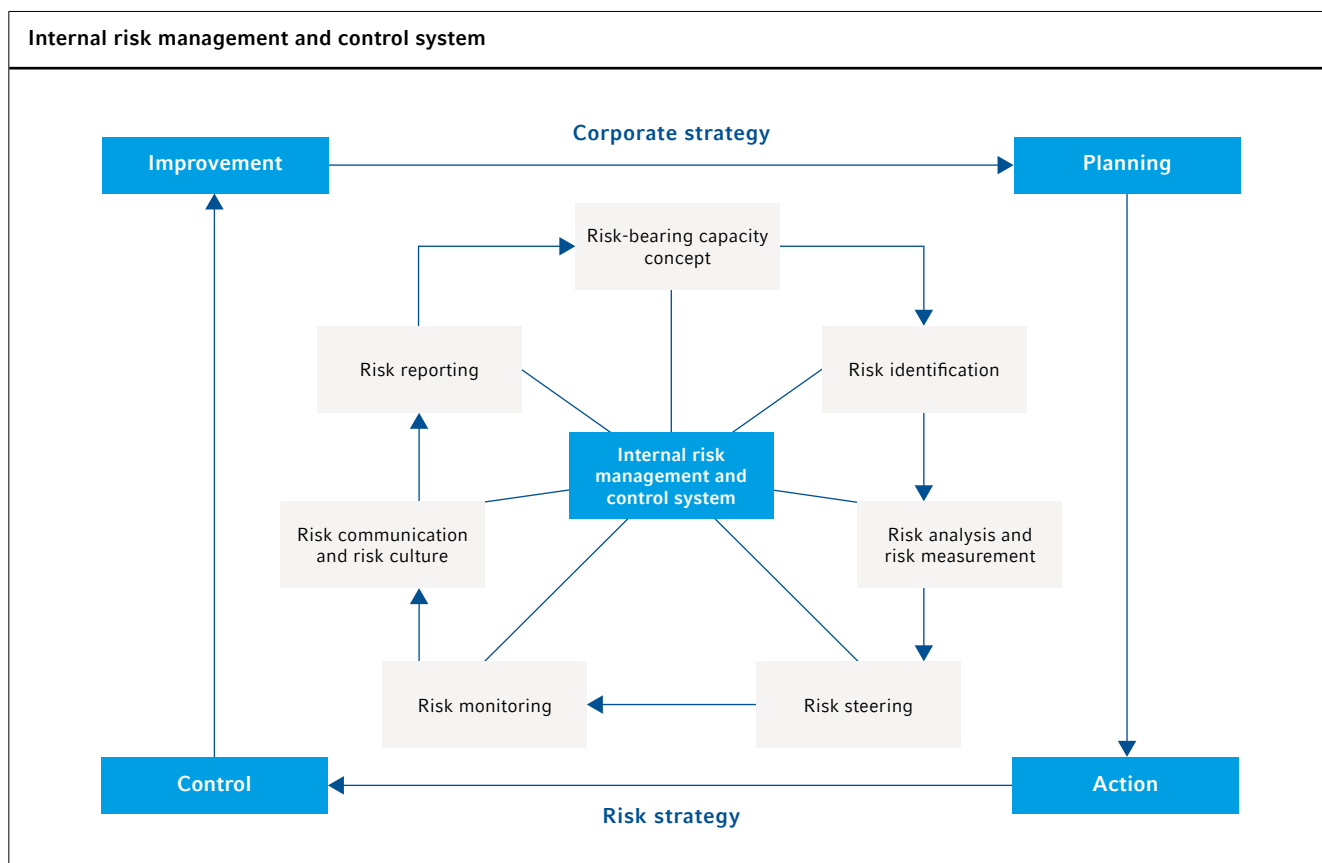 Internal risk management and control system
Corporate strategy
Improvement
Planning
Risk-bearing capacity
concept
Risk reporting
Risk identification
Internal risk
management and
control system
Risk communication
and risk culture
Risk analysis and
risk measurement
Risk monitoring
Risk steering
Control
Action
Risk strategy